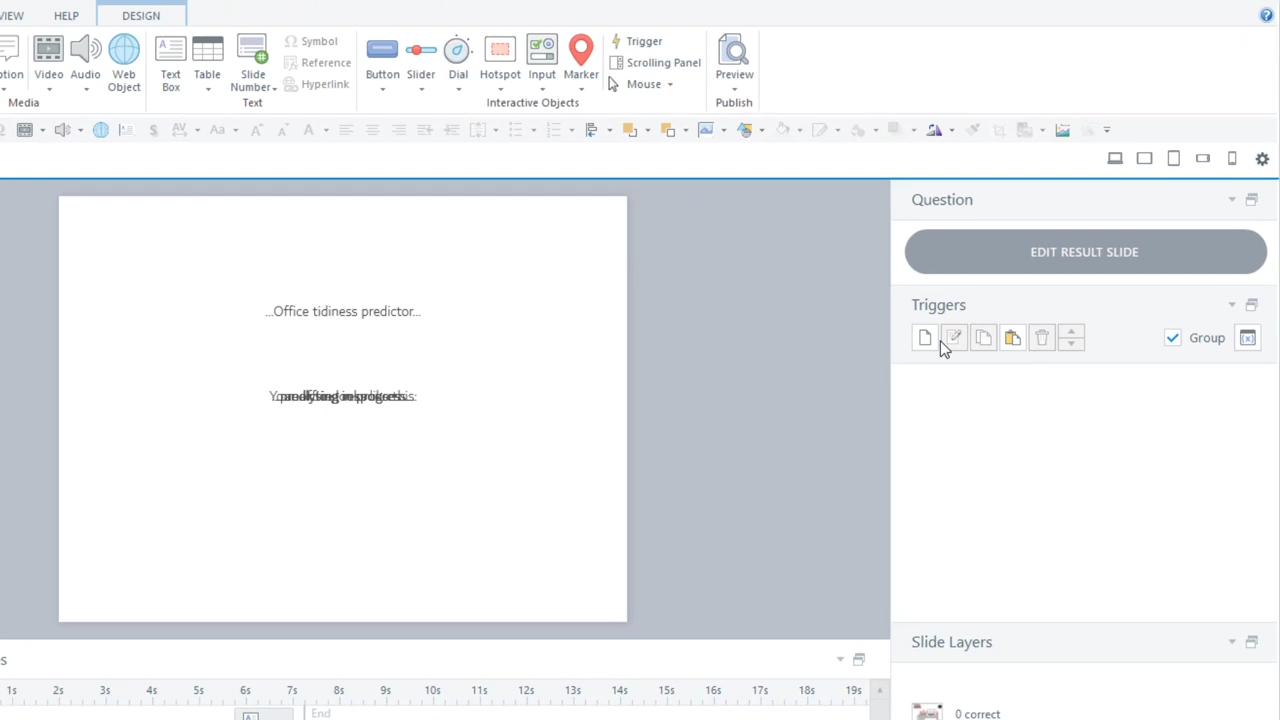 VIEW HELP DESIGN
Symbol Trigger
Reference Scrolling Panel
Video Audio Web Object Text Box Table Slide Number Button Slider Dial Hotspot Input Marker Preview
Hyperlink Mouse
Media Text Interactive Objects Publish
Question
EDIT RESULT SLIDE
Triggers
...Office tidiness predictor...
Group
Slide Layers
1s 2s 3s 4s 5s 6s 7s 8s 9s 10s 11s 12s 13s 14s 15s 16s 17s 18s 19s
End
0 correct